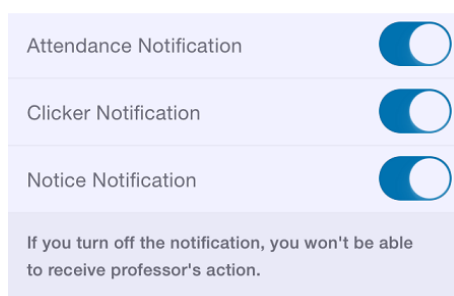 Attendance Notification
Clicker Notification
Notice Notification
If you turn off the notification, you won't be able
to receive professor's action.